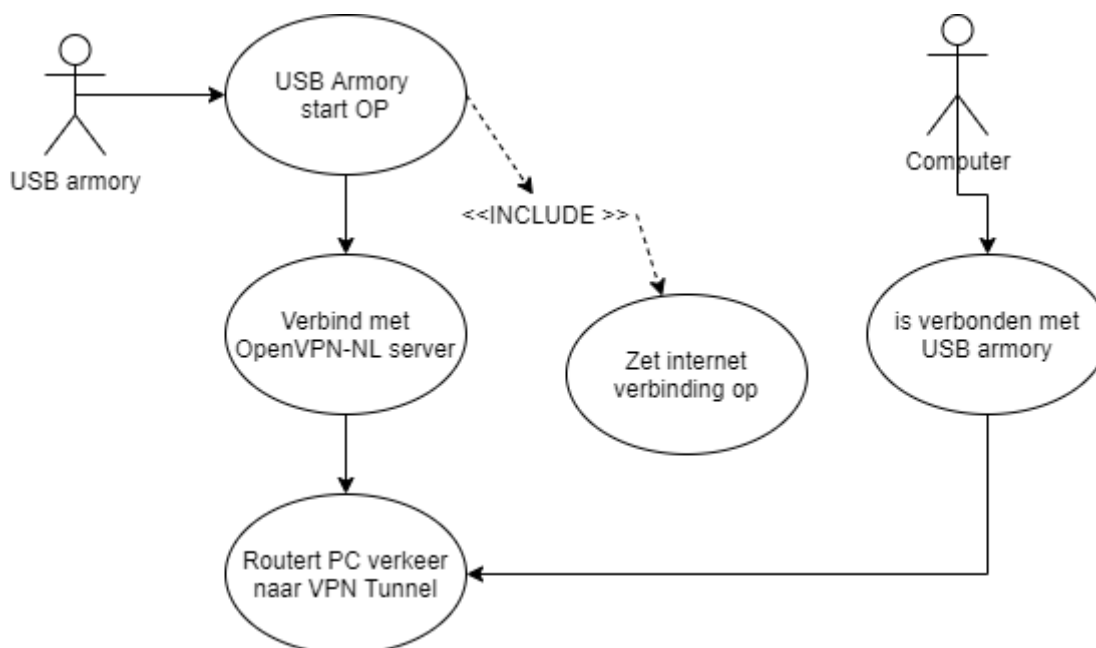 USB Armory
start OP
USB armory
Computer
<<INCLUDE >>
Verbind met
OpenVPN-NL server
Zet internet
verbinding op
is verbonden met
USB armory
Routert PC verkeer
naar VPN Tunnel